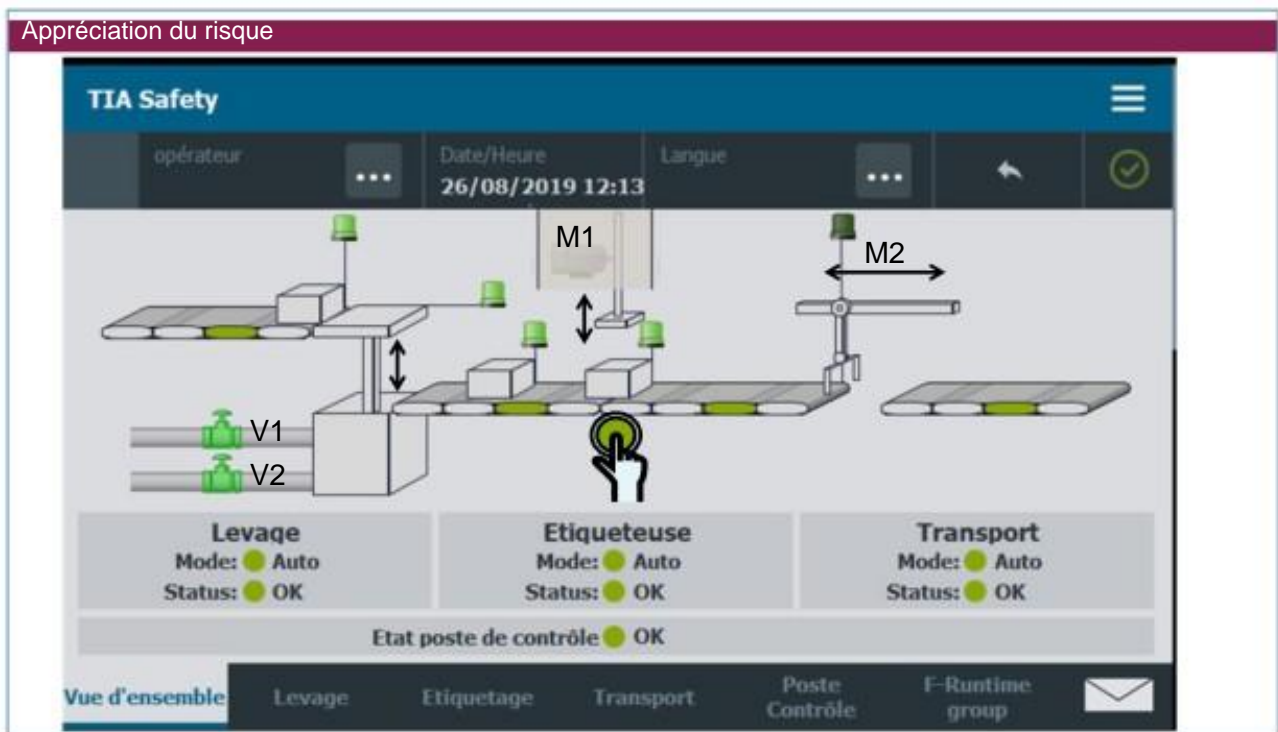 Appréciation du risque
TIA Safety
opérateur
...
Date/Heure
26/08/2019 12:13
Langue
...
M1
M2
V1
V2
Levage
Mode: Auto
Status: OK
Etiqueteuse
Mode: Auto
Status: OK
Transport
Mode: Auto
Status: OK
Etat poste de contrôle OK
Vue d'ensemble
Levage
Etiquetage
Transport
Poste
Contrôle
F-Runtime
group